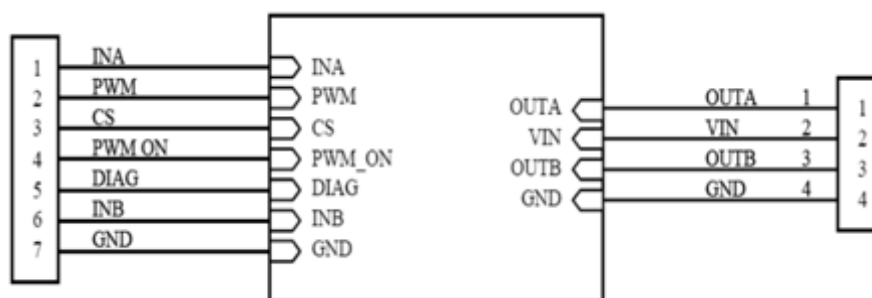 1 INA INA
2 PWM PWM
3 CS CS
4 PWM ON PWM_ON
5 DIAG DIAG
6 INB INB
7 GND GND
OUTA OUTA 1 1
VIN VIN 2 2
OUTB OUTB 3 3
GND GND 4 4